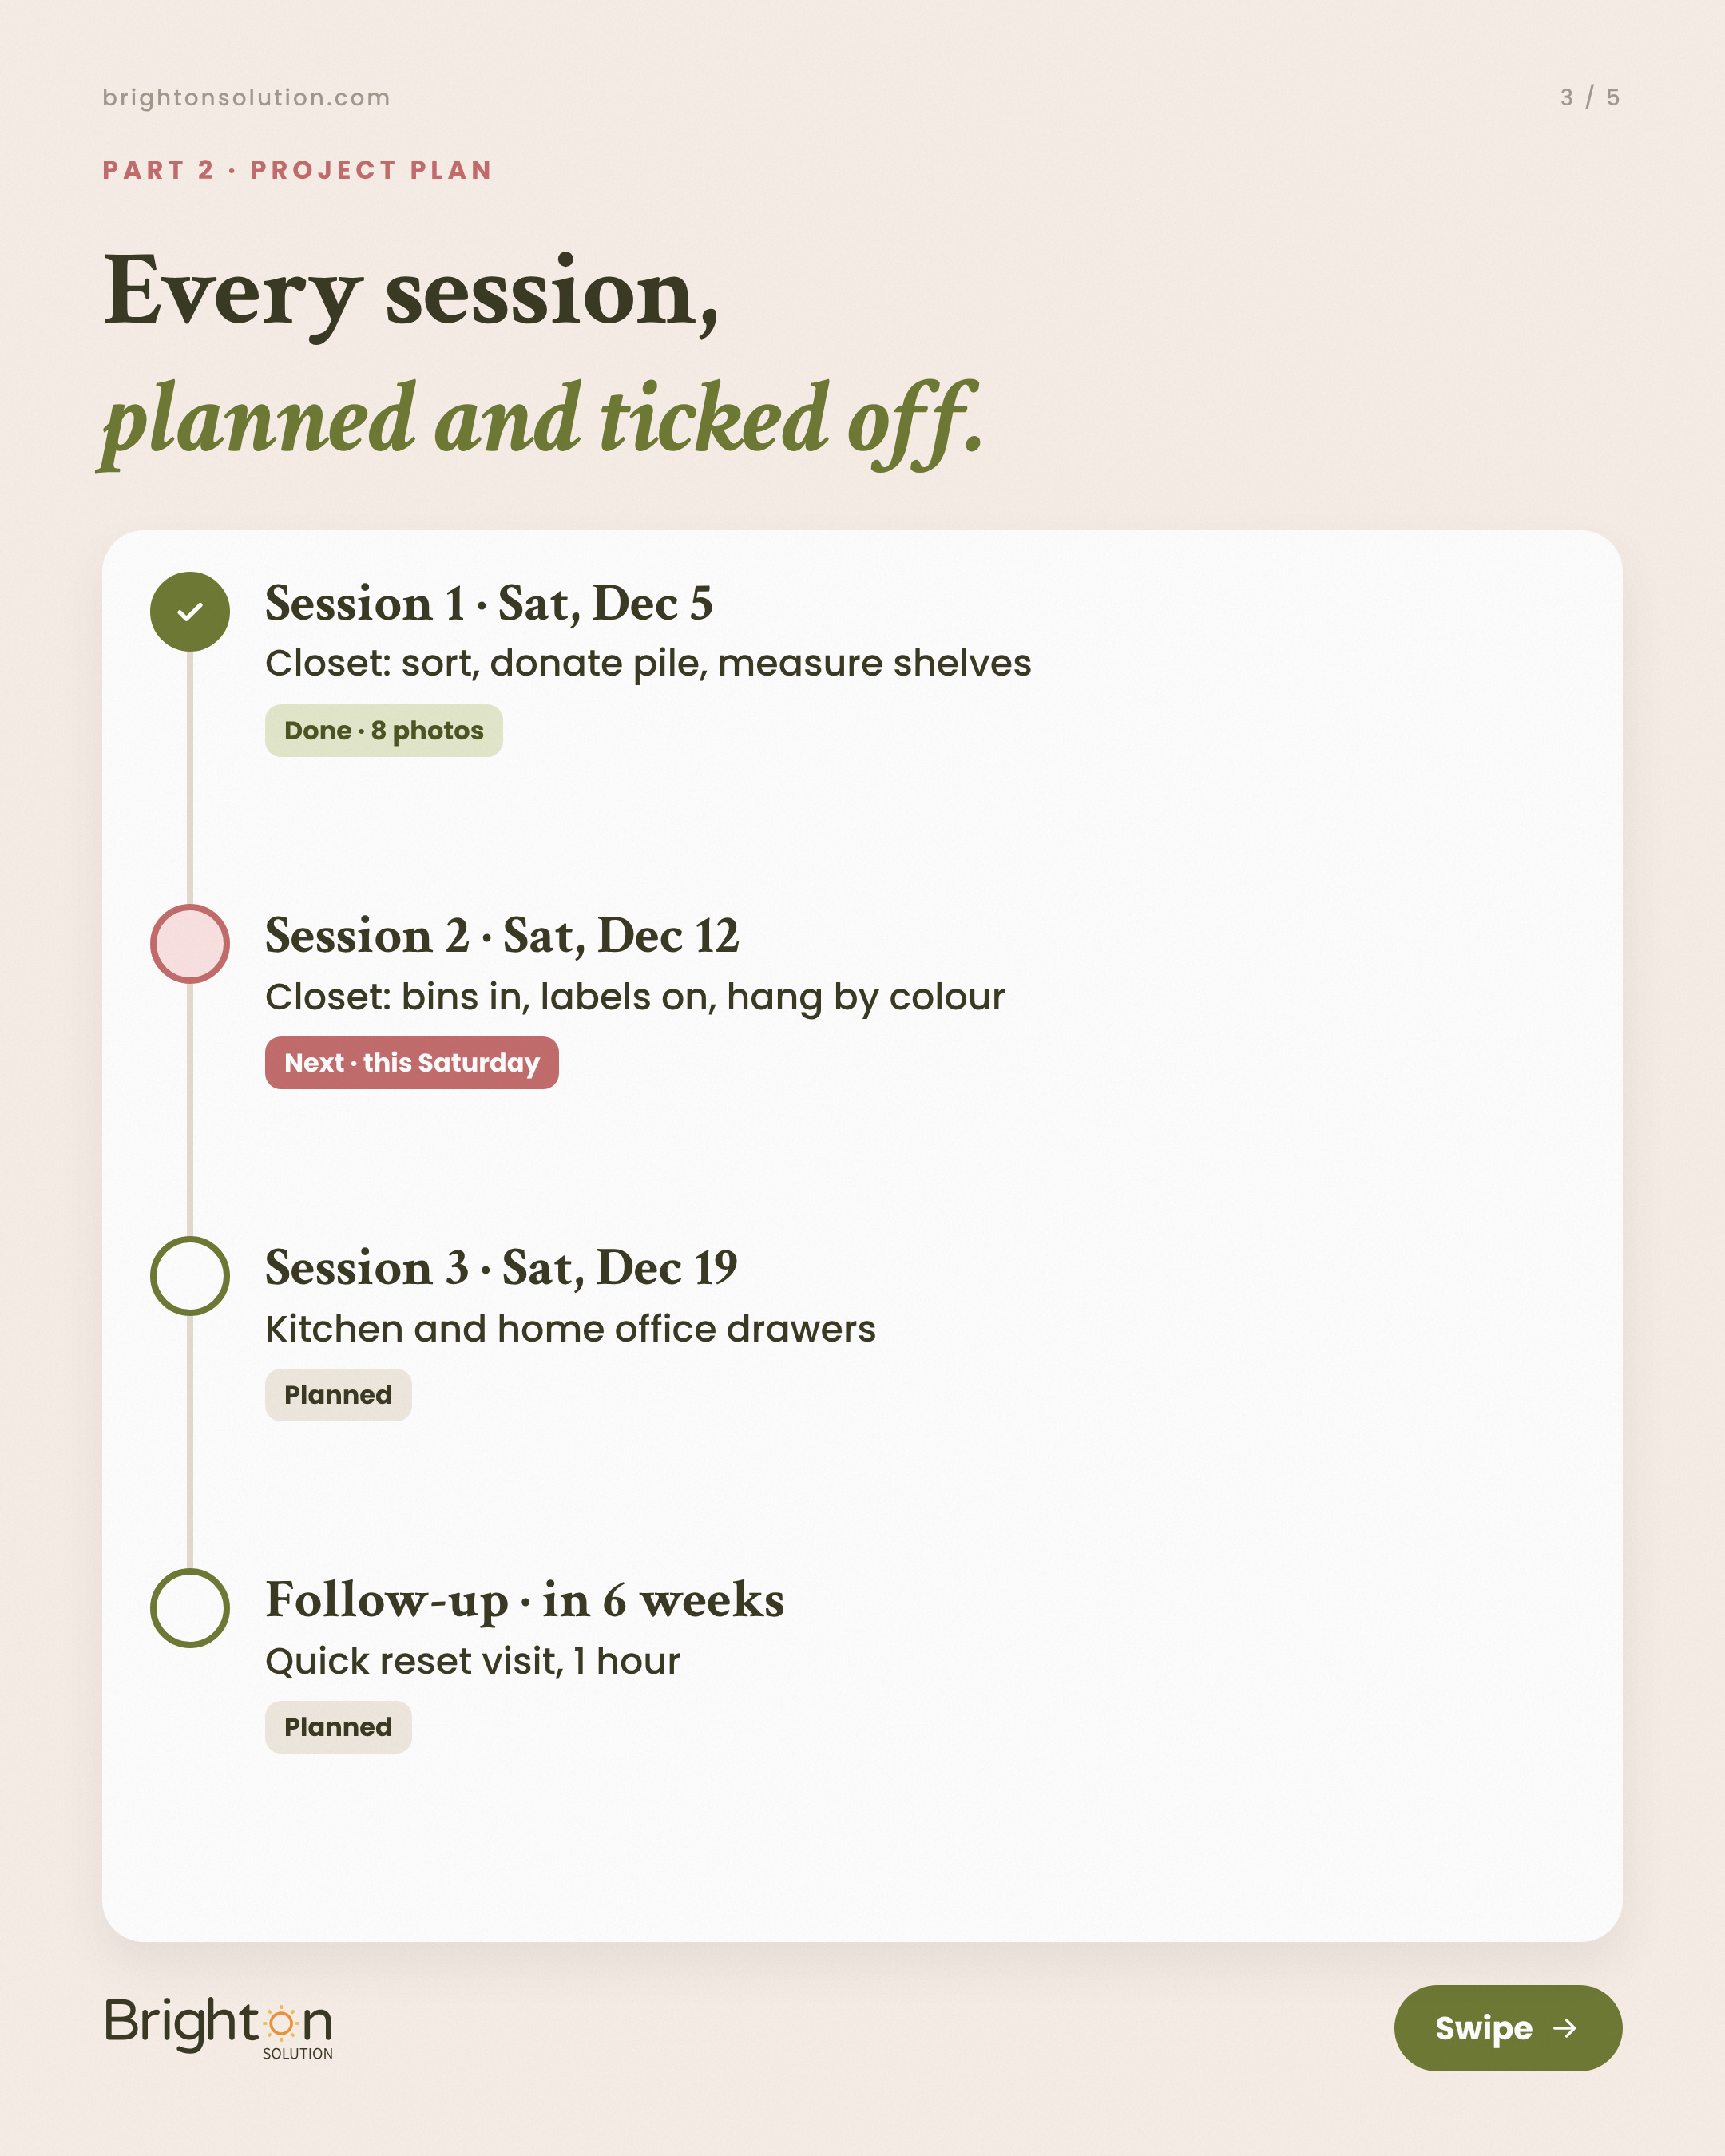 brightonsolution.com
3 / 5
PART 2 · PROJECT PLAN
Every session,
planned and ticked off.
Session 1 · Sat, Dec 5
Closet: sort, donate pile, measure shelves
Done · 8 photos
Session 2 · Sat, Dec 12
Closet: bins in, labels on, hang by colour
Next · this Saturday
Session 3 · Sat, Dec 19
Kitchen and home office drawers
Planned
Follow-up · in 6 weeks
Quick reset visit, 1 hour
Planned
Brighton
SOLUTION
Swipe →